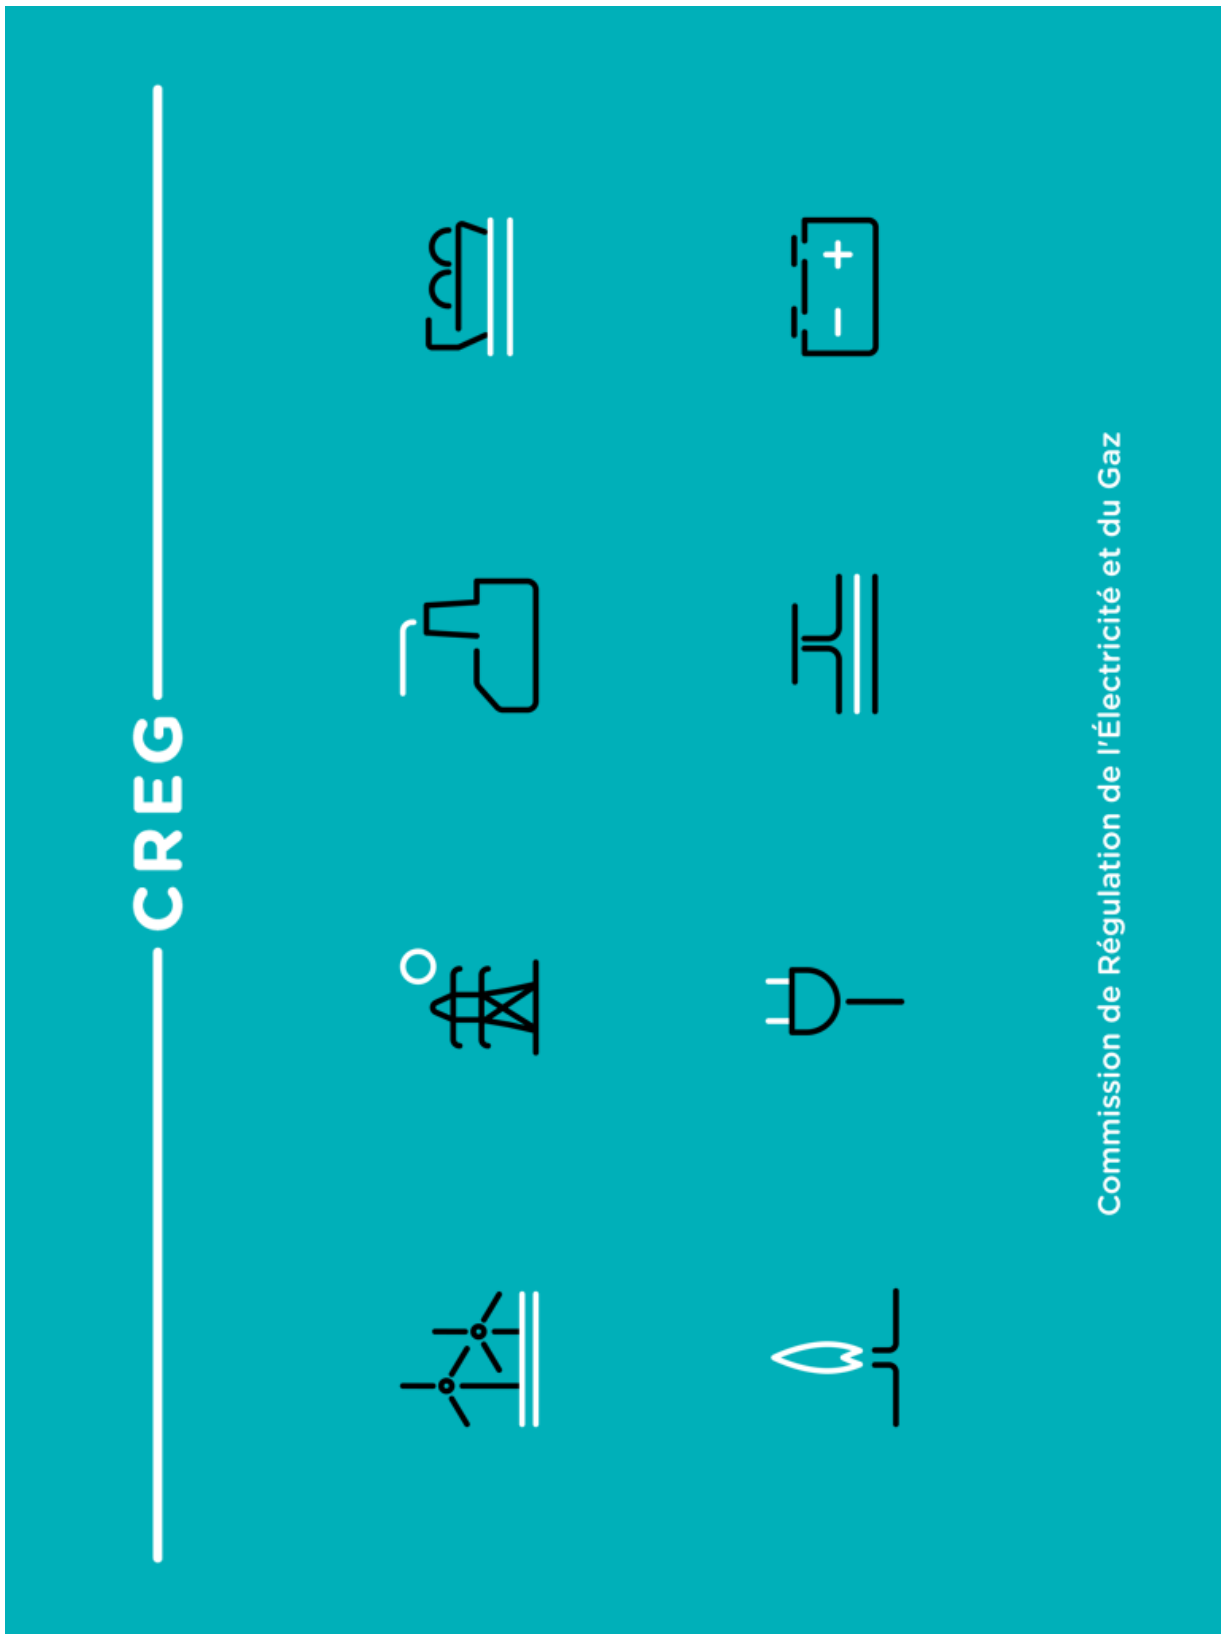 CREG
Commission de Régulation de l'Électricité et du Gaz